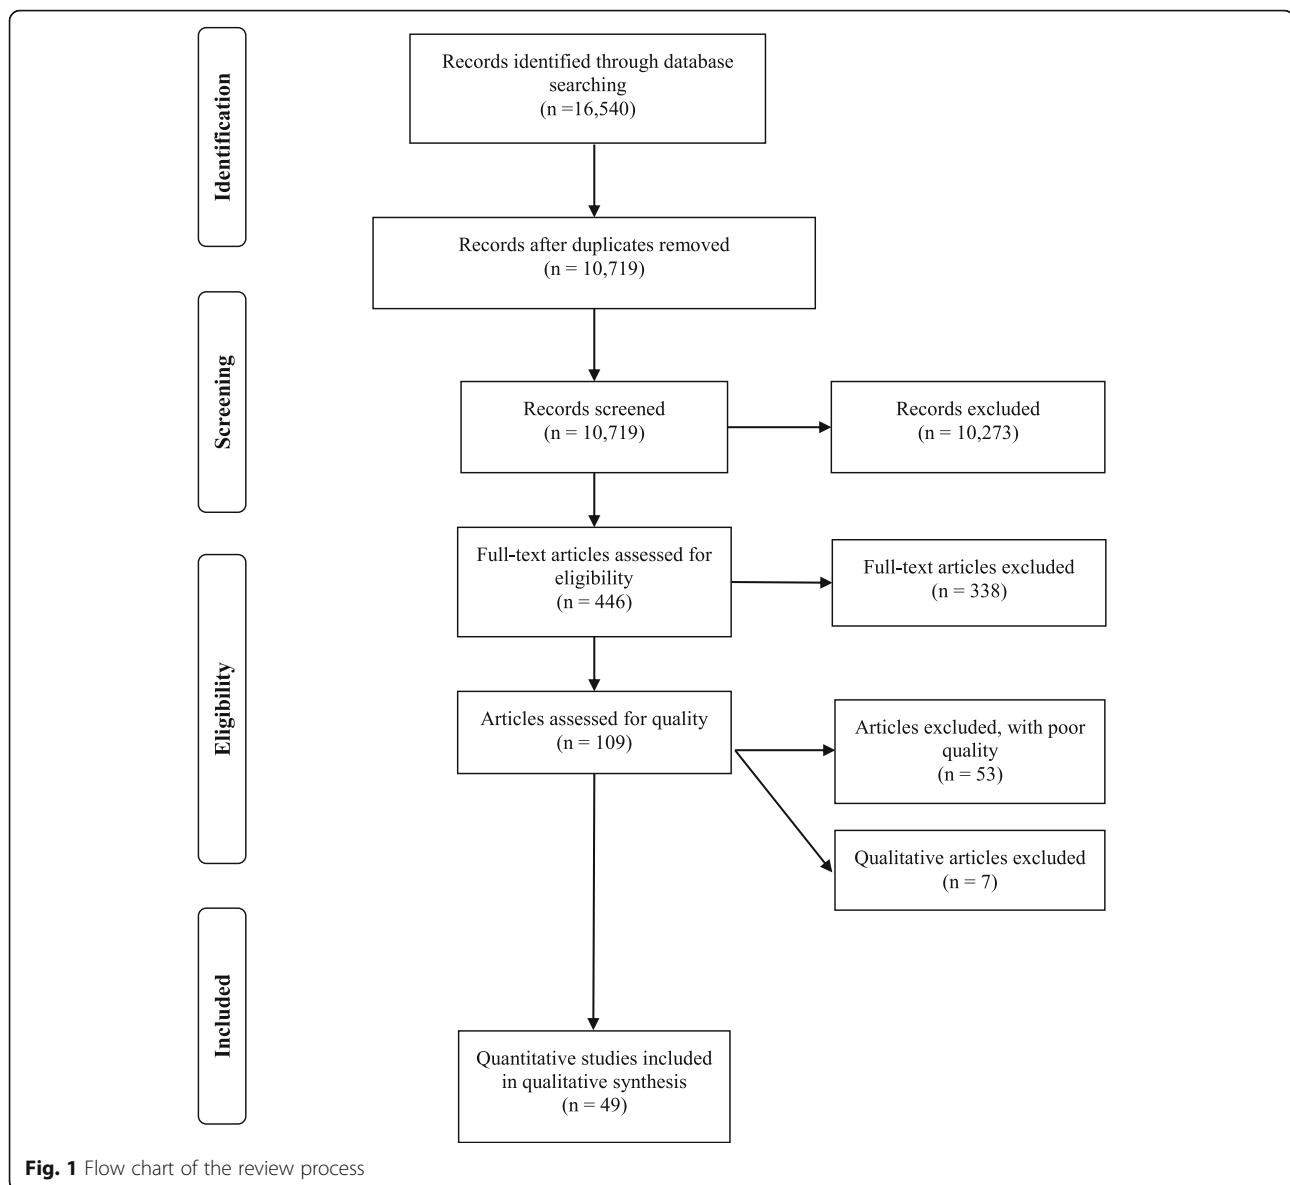 Identification
Records identified through database
searching
(n =16,540)
Records after duplicates removed
(n = 10,719)
Screening
Records screened
(n = 10,719)
Records excluded
(n = 10,273)
Eligibility
Full-text articles assessed for
eligibility
(n = 446)
Full-text articles excluded
(n = 338)
Articles assessed for quality
(n = 109)
Articles excluded, with poor
quality
(n = 53)
Qualitative articles excluded
(n = 7)
Included
Quantitative studies included
in qualitative synthesis
(n = 49)
Fig. 1 Flow chart of the review process